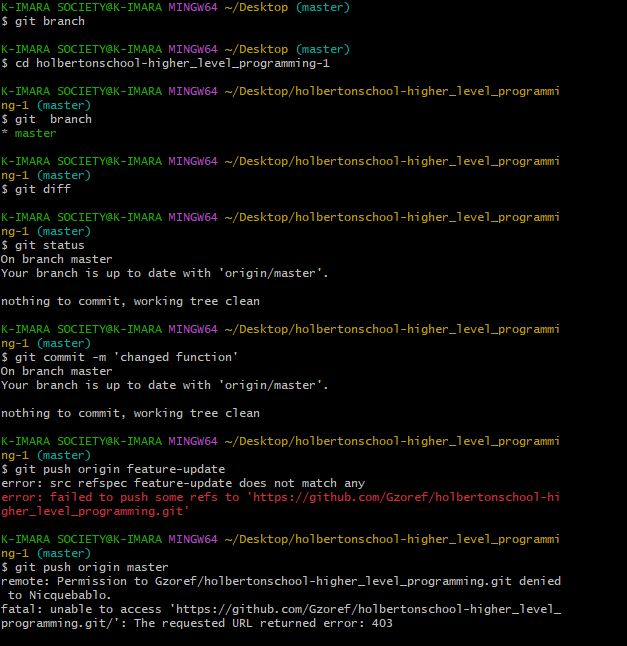 K-IMARA SOCIETY@K-IMARA MINGW64 ~/Desktop (master)
$ git branch
K-IMARA SOCIETY@K-IMARA MINGW64 ~/Desktop (master)
$ cd holbertonschool-higher_level_programming-1
K-IMARA SOCIETY@K-IMARA MINGW64 ~/Desktop/holbertonschool-higher_level_programmi
ng-1 (master)
$ git  branch
* master
K-IMARA SOCIETY@K-IMARA MINGW64 ~/Desktop/holbertonschool-higher_level_programmi
ng-1 (master)
$ git diff
K-IMARA SOCIETY@K-IMARA MINGW64 ~/Desktop/holbertonschool-higher_level_programmi
ng-1 (master)
$ git status
On branch master
Your branch is up to date with 'origin/master'.
nothing to commit, working tree clean
K-IMARA SOCIETY@K-IMARA MINGW64 ~/Desktop/holbertonschool-higher_level_programmi
ng-1 (master)
$ git commit -m 'changed function'
On branch master
Your branch is up to date with 'origin/master'.
nothing to commit, working tree clean
K-IMARA SOCIETY@K-IMARA MINGW64 ~/Desktop/holbertonschool-higher_level_programmi
ng-1 (master)
$ git push origin feature-update
error: src refspec feature-update does not match any
error: failed to push some refs to 'https://github.com/Gzoref/holbertonschool-hi
gher_level_programming.git'
K-IMARA SOCIETY@K-IMARA MINGW64 ~/Desktop/holbertonschool-higher_level_programmi
ng-1 (master)
$ git push origin master
remote: Permission to Gzoref/holbertonschool-higher_level_programming.git denied
 to Nicquebablo.
fatal: unable to access 'https://github.com/Gzoref/holbertonschool-higher_level_
programming.git/': The requested URL returned error: 403